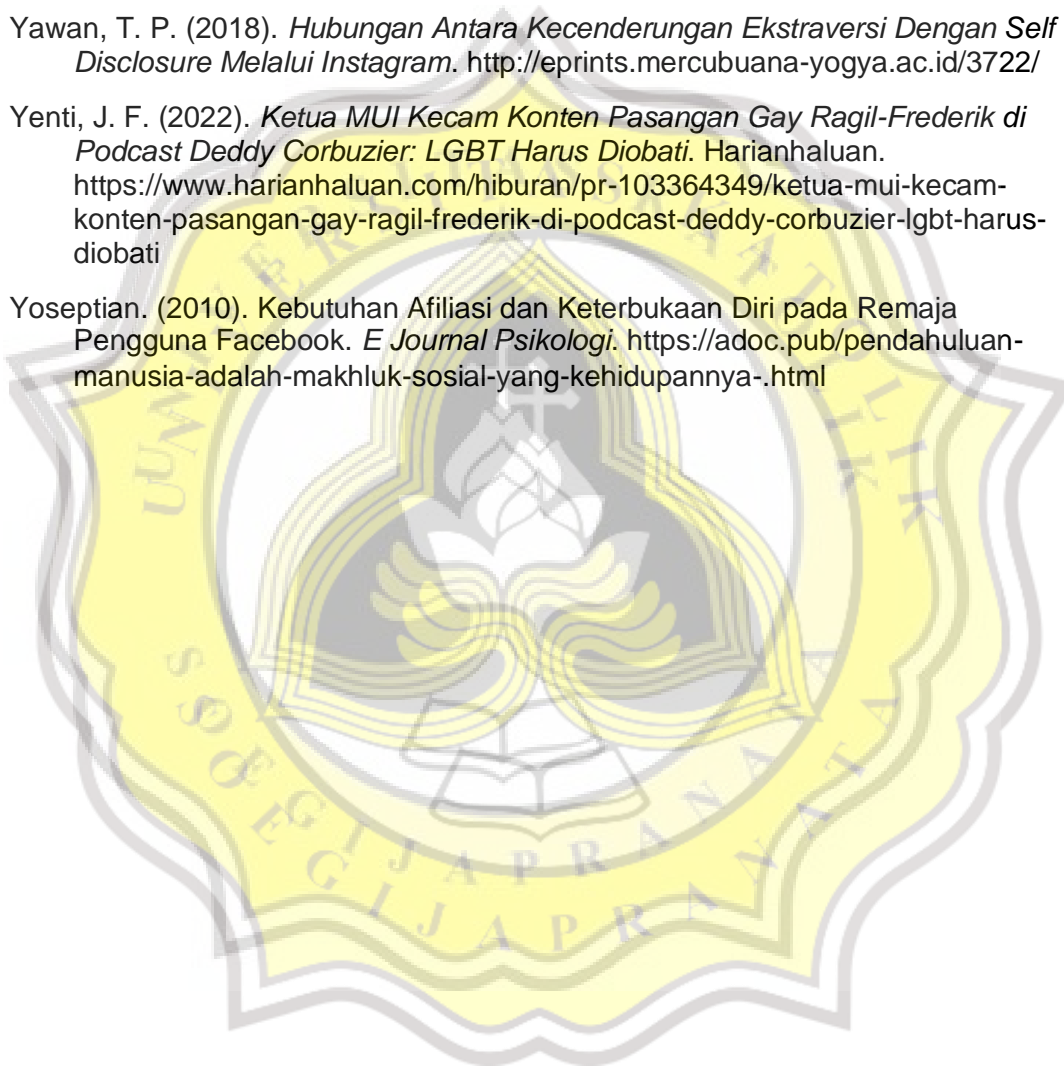 Yawan, T. P. (2018). Hubungan Antara Kecenderungan Ekstraversi Dengan Self
Disclosure Melalui Instagram. http://eprints.mercubuana-yogya.ac.id/3722/
Yenti, J. F. (2022). Ketua MUI Kecam Konten Pasangan Gay Ragil-Frederik di
Podcast Deddy Corbuzier: LGBT Harus Diobati. Harianhaluan.
https://www.harianhaluan.com/hiburan/pr-103364349/ketua-mui-kecam-
konten-pasangan-gay-ragil-frederik-di-podcast-deddy-corbuzier-lgbt-harus-
diobati
Yoseptian. (2010). Kebutuhan Afiliasi dan Keterbukaan Diri pada Remaja
Pengguna Facebook. E Journal Psikologi. https://adoc.pub/pendahuluan-
manusia-adalah-makhluk-sosial-yang-kehidupannya-.html
UNIVERSITAS KATOLIK
SOEGIJAPRANATA